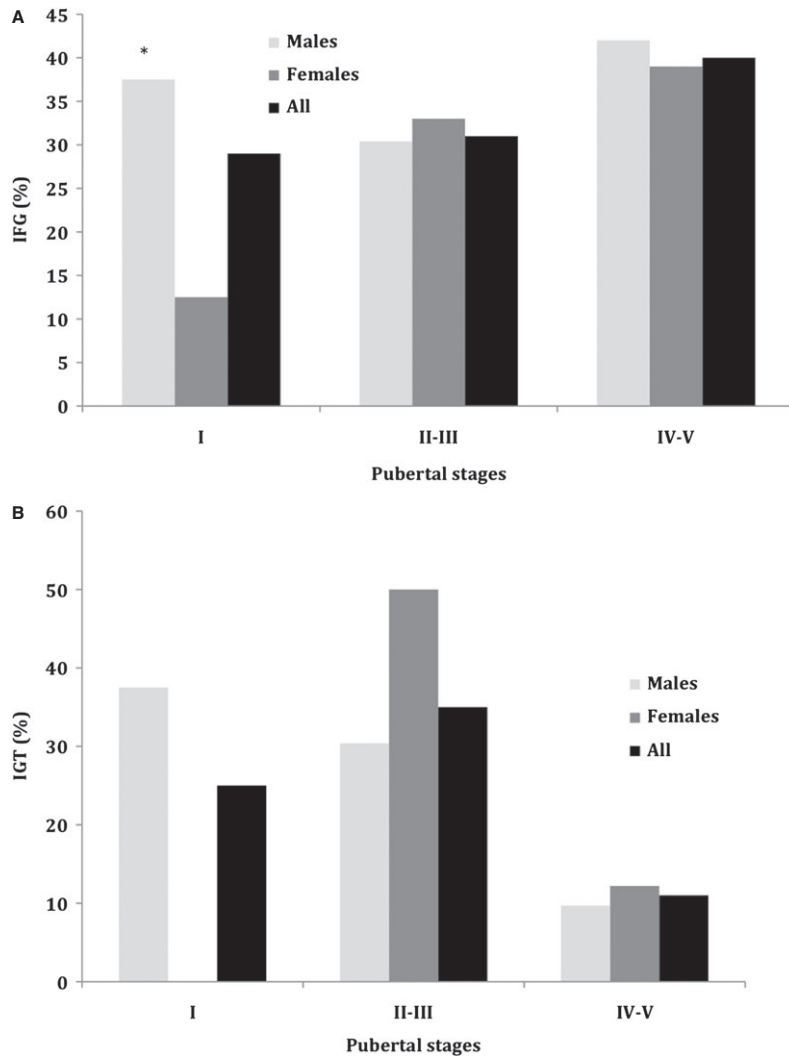 A
45
40
35
30
25
20
15
10
5
0
IFG (%)
*
Males
Females
All
I II-III IV-V
Pubertal stages
B
60
50
40
30
20
10
0
IGT (%)
Males
Females
All
I II-III IV-V
Pubertal stages